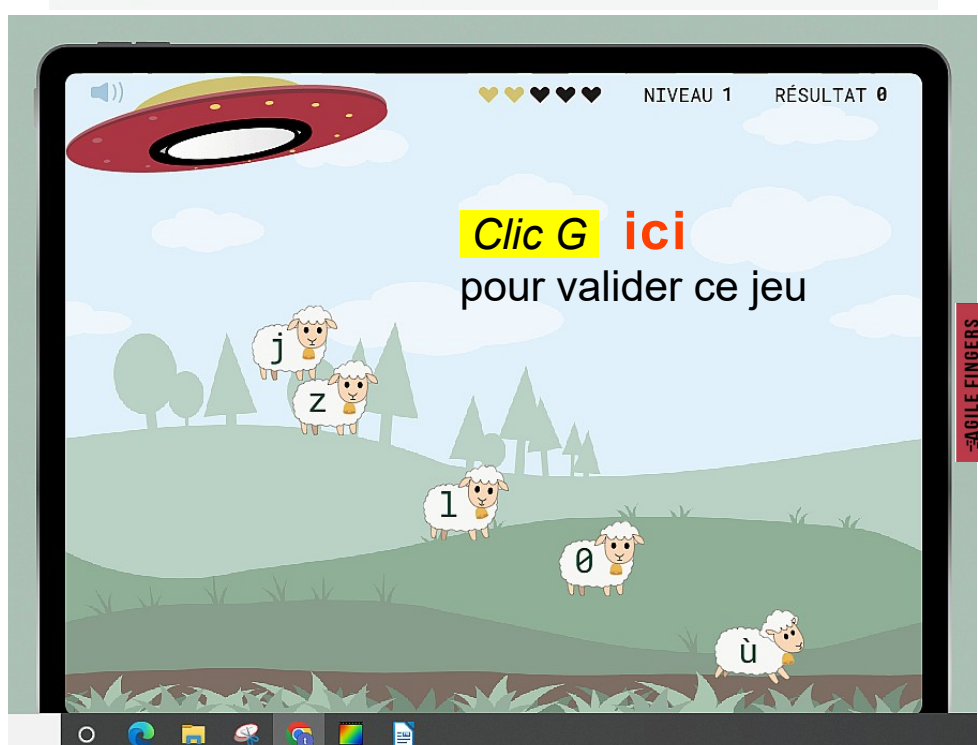 NIVEAU 1 RÉSULTAT 0
Clic G ici
pour valider ce jeu
j
z
l
0
ù
AGILE FINGERS